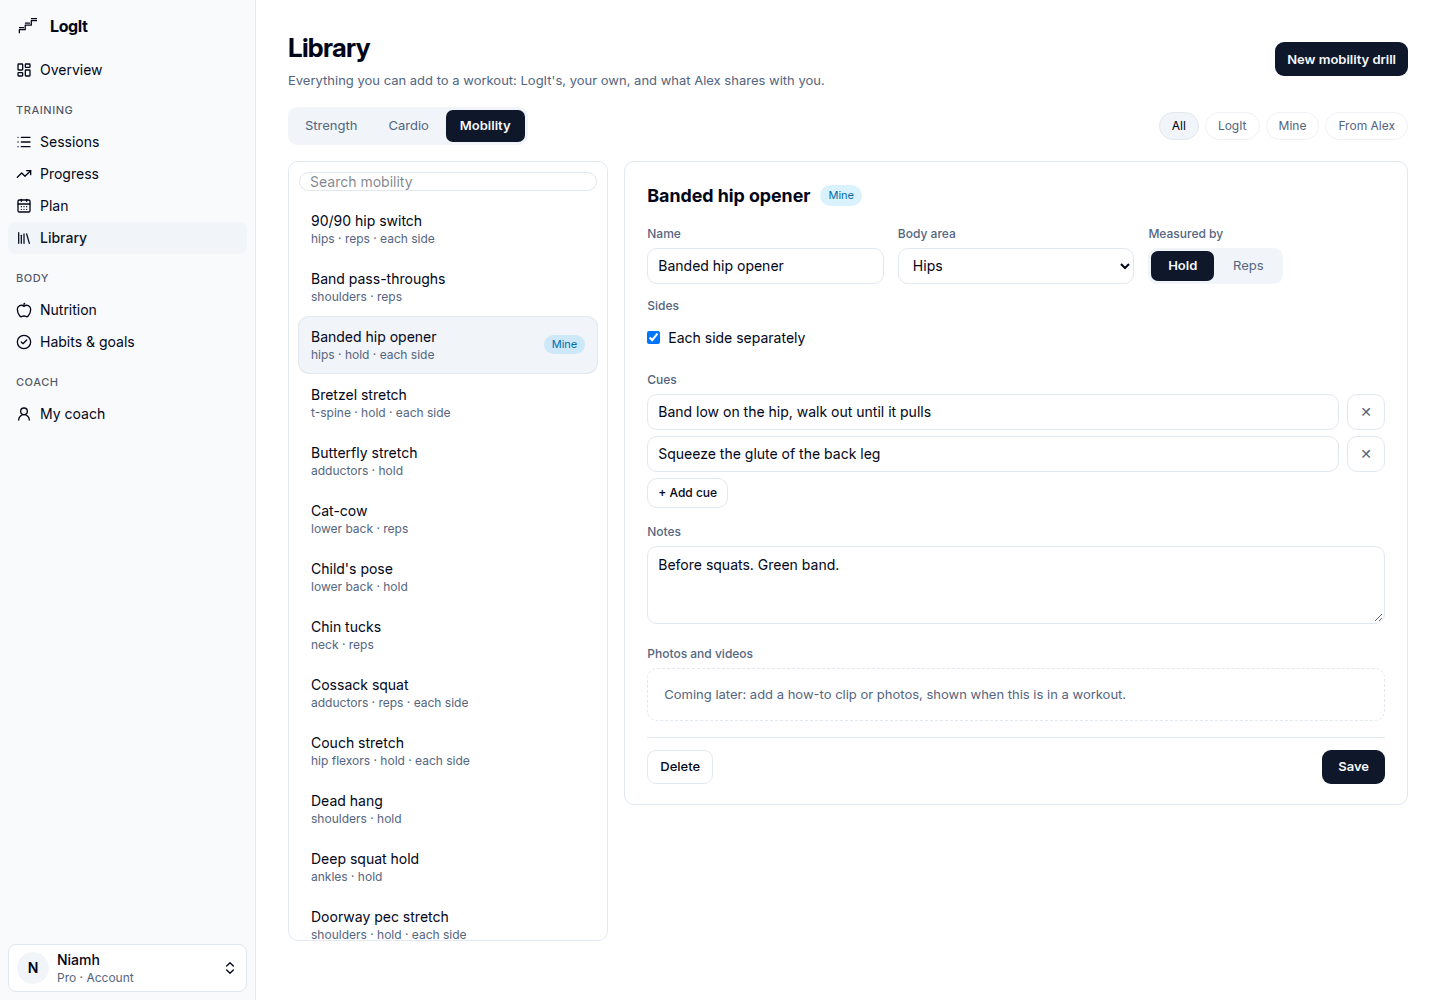 LogIt
Overview
TRAINING
Sessions
Progress
Plan
Library
BODY
Nutrition
Habits & goals
COACH
My coach
N
Niamh
Pro · Account
Library
Everything you can add to a workout: LogIt's, your own, and what Alex shares with you.
New mobility drill
Strength Cardio Mobility
All LogIt Mine From Alex
Search mobility
90/90 hip switch
hips · reps · each side
Band pass-throughs
shoulders · reps
Banded hip opener
hips · hold · each side
Mine
Bretzel stretch
t-spine · hold · each side
Butterfly stretch
adductors · hold
Cat-cow
lower back · reps
Child's pose
lower back · hold
Chin tucks
neck · reps
Cossack squat
adductors · reps · each side
Couch stretch
hip flexors · hold · each side
Dead hang
shoulders · hold
Deep squat hold
ankles · hold
Doorway pec stretch
shoulders · hold · each side
Banded hip opener Mine
Name Body area Measured by
Banded hip opener Hips Hold Reps
Sides
Each side separately
Cues
Band low on the hip, walk out until it pulls ✕
Squeeze the glute of the back leg ✕
+ Add cue
Notes
Before squats. Green band.
Photos and videos
Coming later: add a how-to clip or photos, shown when this is in a workout.
Delete Save